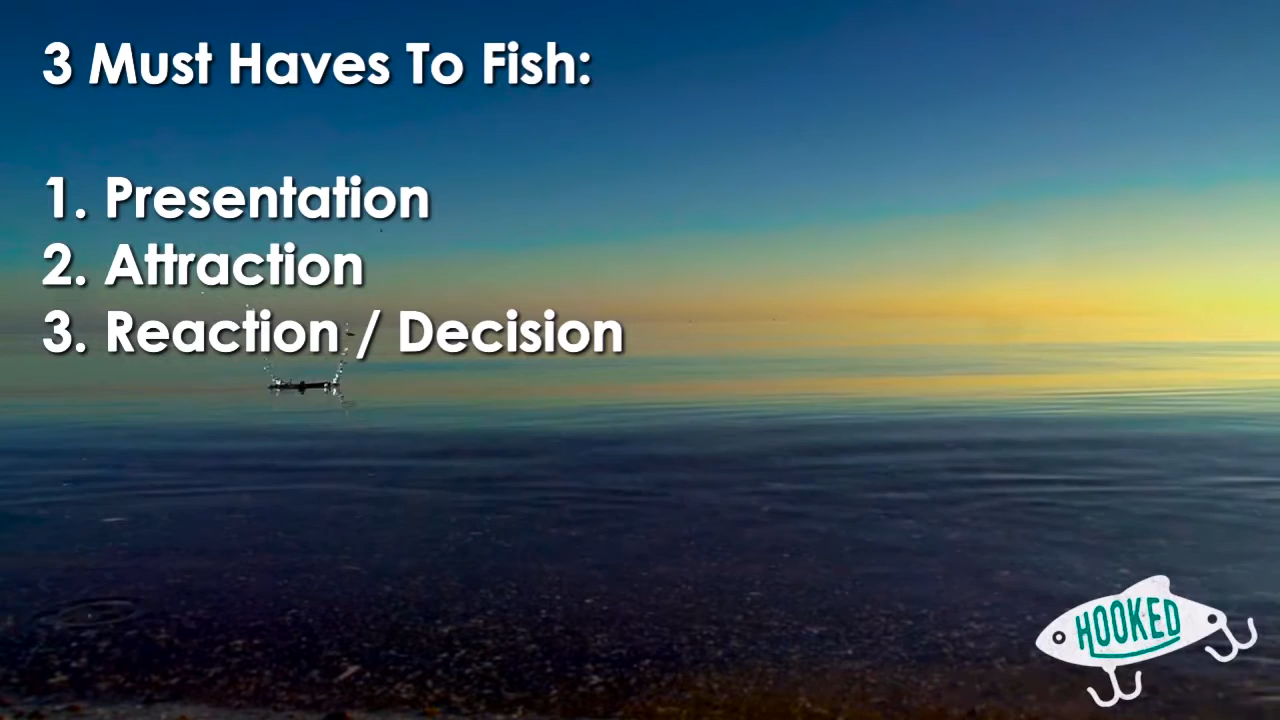 3 Must Haves To Fish:
1. Presentation
2. Attraction
3. Reaction / Decision
HOOKED